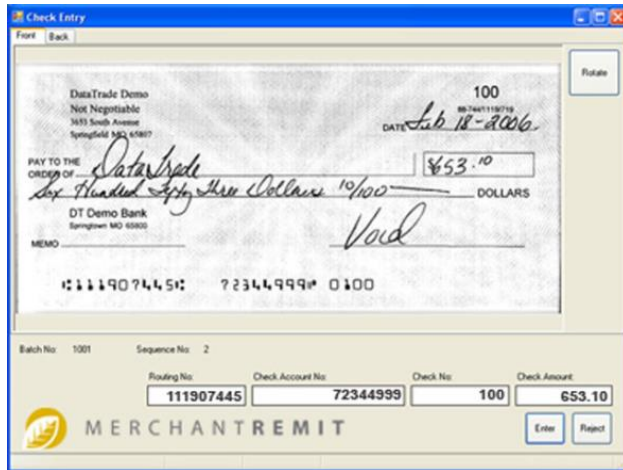 Check Entry
Front Back
Rotate
DataTrade Demo
Not Negotiable
3653 South Avenue
Springfield MO 65807
100
DATE Feb 18-2006
PAY TO THE
ORDER OF DataTrade $653.10
Six Hundred Fifty Three Dollars 10/100 DOLLARS
DT Demo Bank
Springtown MO 65800
MEMO Void
⑆111907445⑆ 72344999⑈ 0100
Batch No: 1001 Sequence No: 2
Routing No: Check Account No: Check No: Check Amount:
111907445 72344999 100 653.10
MERCHANTREMIT
Enter Reject